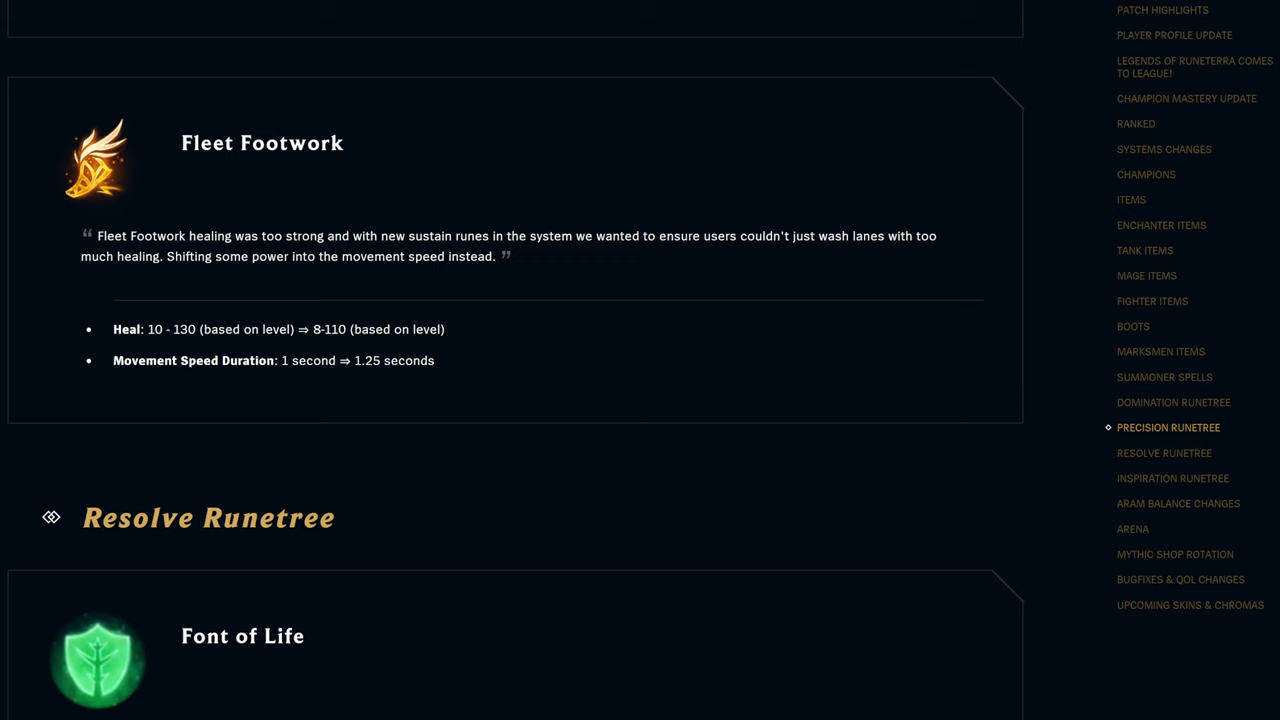 Fleet Footwork
“ Fleet Footwork healing was too strong and with new sustain runes in the system we wanted to ensure users couldn't just wash lanes with too
much healing. Shifting some power into the movement speed instead. ”
• Heal: 10 - 130 (based on level) ⇒ 8-110 (based on level)
• Movement Speed Duration: 1 second ⇒ 1.25 seconds
Resolve Runetree
Font of Life
PATCH HIGHLIGHTS
PLAYER PROFILE UPDATE
LEGENDS OF RUNETERRA COMES
TO LEAGUE!
CHAMPION MASTERY UPDATE
RANKED
SYSTEMS CHANGES
CHAMPIONS
ITEMS
ENCHANTER ITEMS
TANK ITEMS
MAGE ITEMS
FIGHTER ITEMS
BOOTS
MARKSMEN ITEMS
SUMMONER SPELLS
DOMINATION RUNETREE
PRECISION RUNETREE
RESOLVE RUNETREE
INSPIRATION RUNETREE
ARAM BALANCE CHANGES
ARENA
MYTHIC SHOP ROTATION
BUGFIXES & QOL CHANGES
UPCOMING SKINS & CHROMAS